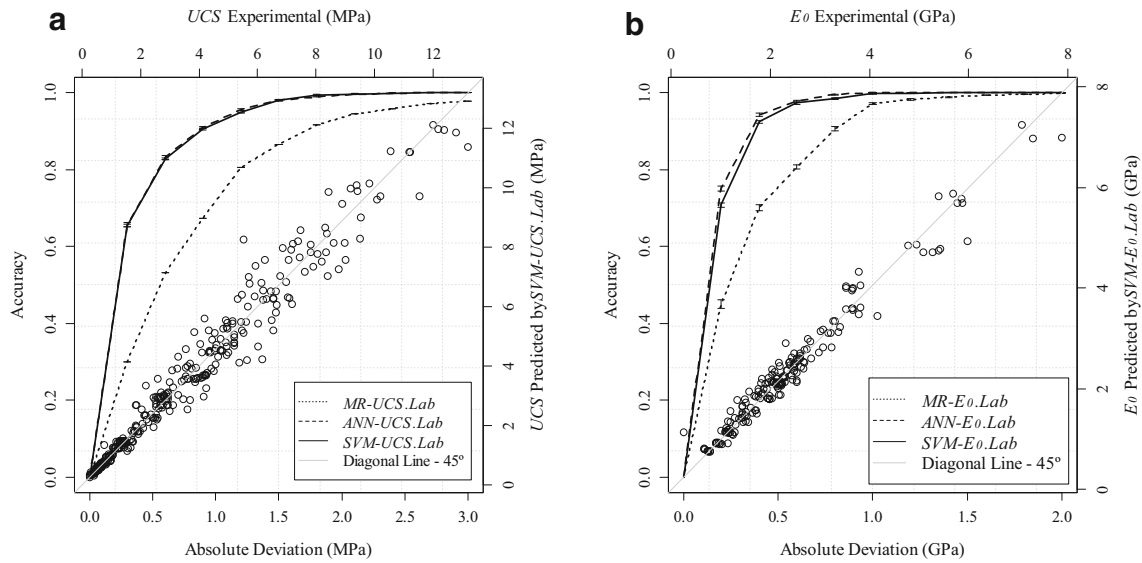 a
UCS Experimental (MPa)
0 2 4 6 8 10 12
Accuracy
0.0 0.2 0.4 0.6 0.8 1.0
0 2 4 6 8 10 12
UCS Predicted bySVM-UCS.Lab (MPa)
MR-UCS.Lab
ANN-UCS.Lab
SVM-UCS.Lab
Diagonal Line - 45º
0.0 0.5 1.0 1.5 2.0 2.5 3.0
Absolute Deviation (MPa)
b
E0 Experimental (GPa)
0 2 4 6 8
Accuracy
0.0 0.2 0.4 0.6 0.8 1.0
0 2 4 6 8
E0 Predicted bySVM-E0.Lab (GPa)
MR-E0.Lab
ANN-E0.Lab
SVM-E0.Lab
Diagonal Line - 45º
0.0 0.5 1.0 1.5 2.0
Absolute Deviation (GPa)